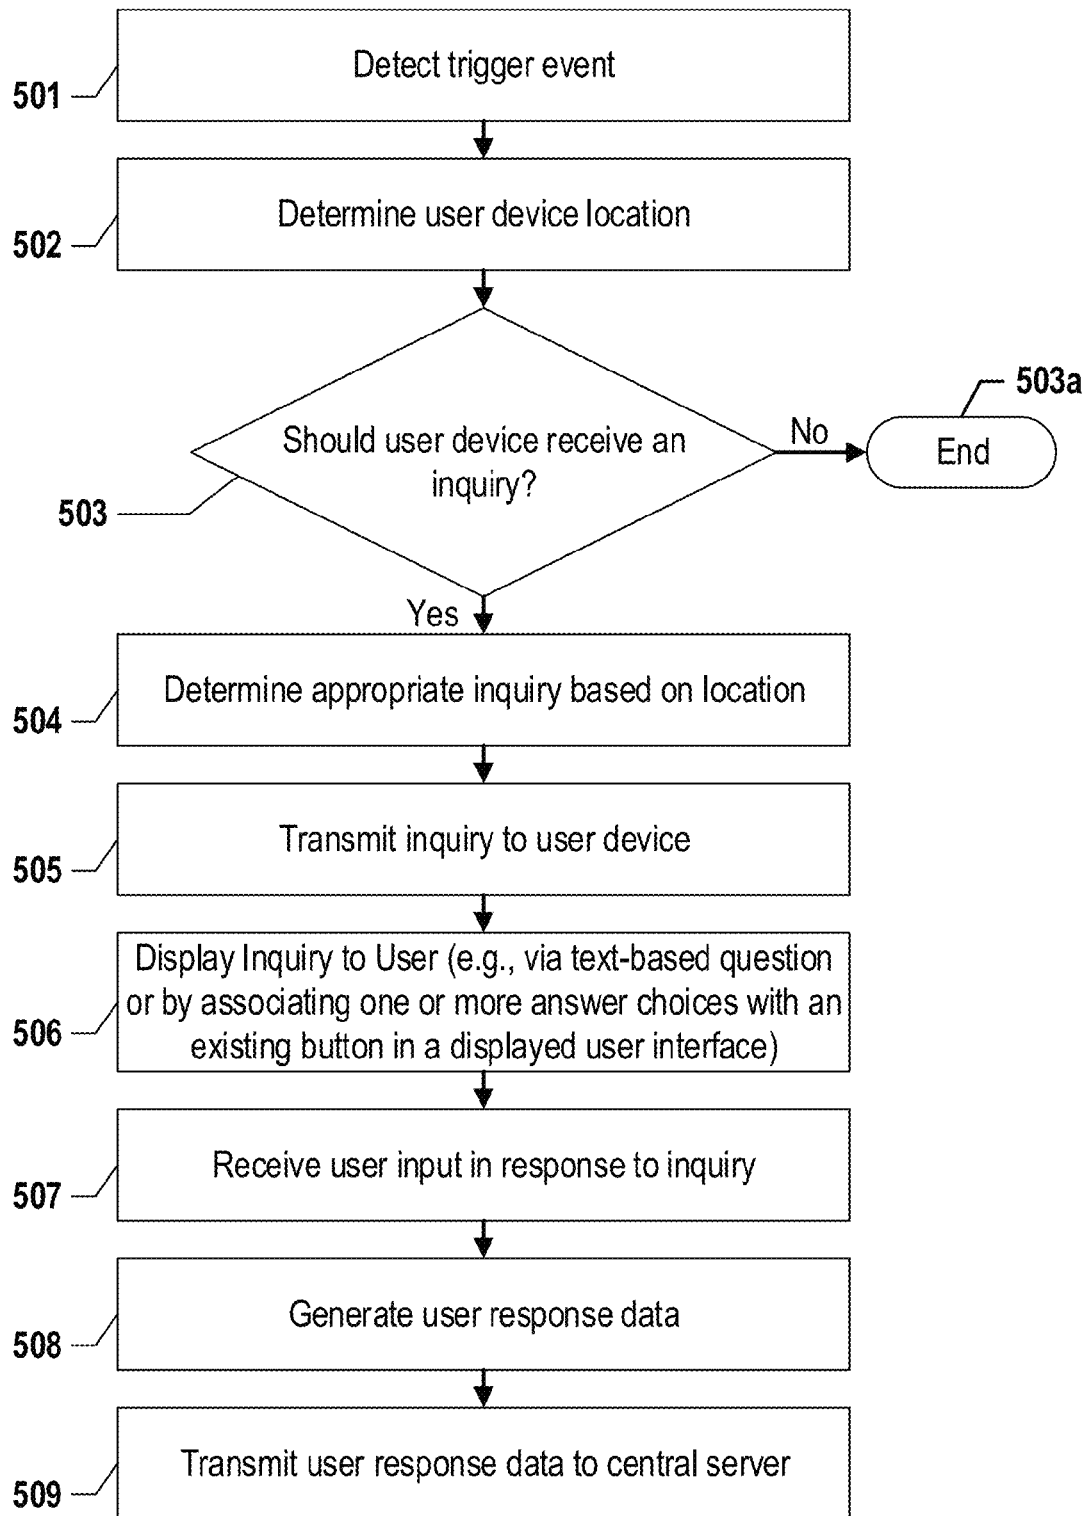 Detect trigger event
501
Determine user device location
502
503a
Should user device receive an
inquiry?
No
End
503
Yes
Determine appropriate inquiry based on location
504
Transmit inquiry to user device
505
Display Inquiry to User (e.g., via text-based question
or by associating one or more answer choices with an
existing button in a displayed user interface)
506
Receive user input in response to inquiry
507
Generate user response data
508
Transmit user response data to central server
509